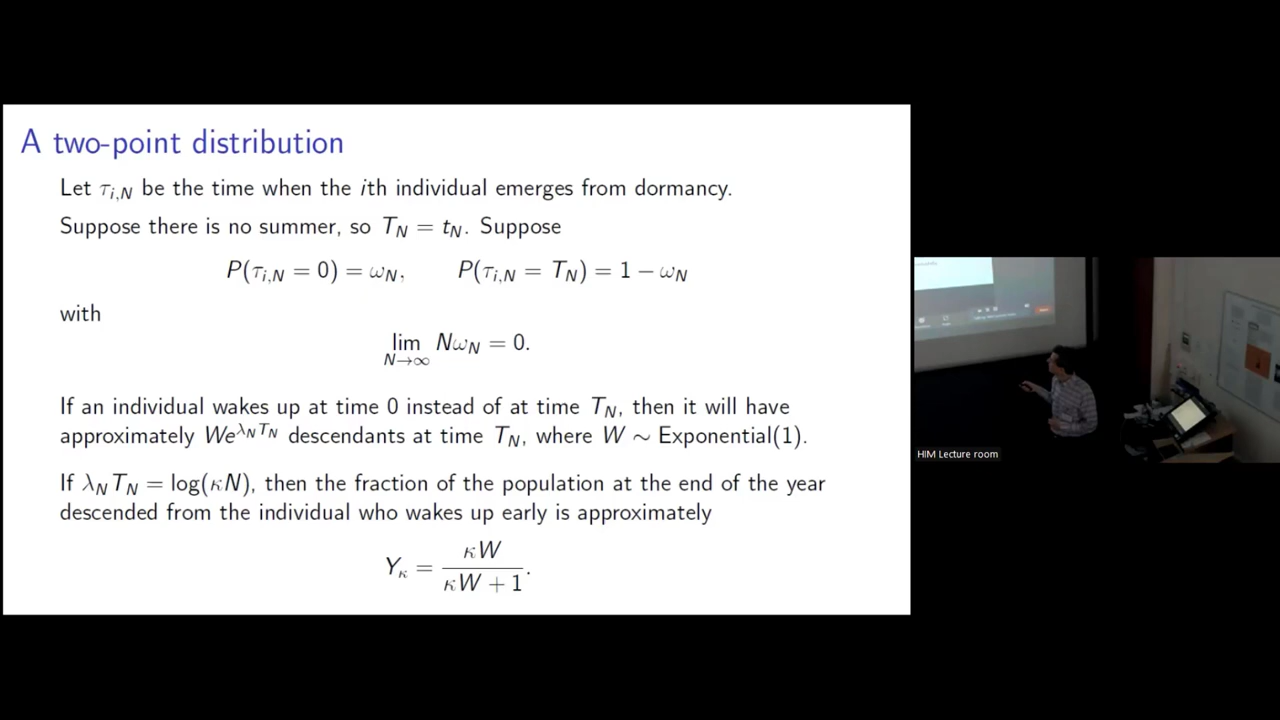 A two-point distribution
Let τ_{i,N} be the time when the ith individual emerges from dormancy.
Suppose there is no summer, so T_N = t_N. Suppose
P(τ_{i,N} = 0) = ω_N, P(τ_{i,N} = T_N) = 1 − ω_N
with
lim_{N→∞} Nω_N = 0.
If an individual wakes up at time 0 instead of at time T_N, then it will have
approximately We^{λ_N T_N} descendants at time T_N, where W ∼ Exponential(1).
If λ_N T_N = log(κN), then the fraction of the population at the end of the year
descended from the individual who wakes up early is approximately
Y_κ = κW / (κW + 1).
HIM Lecture room